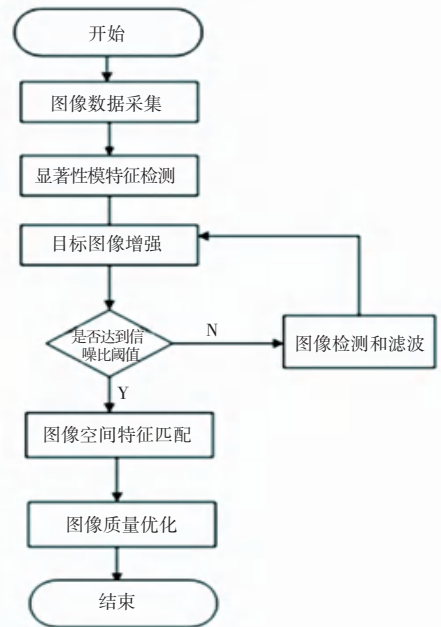 开始
图像数据采集
显著性模特征检测
目标图像增强
是否达到信
噪比阈值
N
图像检测和滤波
Y
图像空间特征匹配
图像质量优化
结束